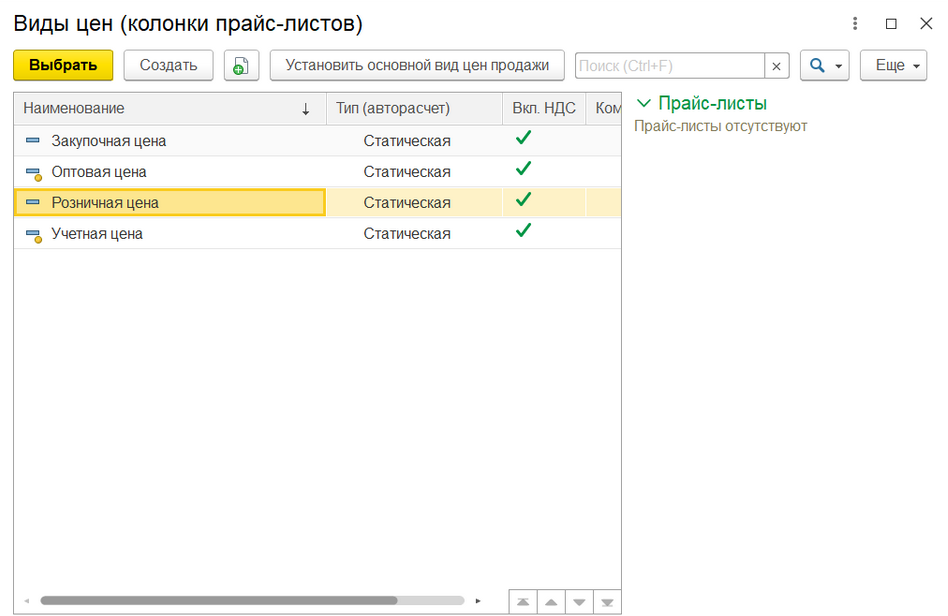 Виды цен (колонки прайс-листов)
Выбрать Создать Установить основной вид цен продажи Поиск (Ctrl+F) Еще
Наименование Тип (авторасчет) Вкл. НДС Ком
Закупочная цена Статическая
Оптовая цена Статическая
Розничная цена Статическая
Учетная цена Статическая
Прайс-листы
Прайс-листы отсутствуют